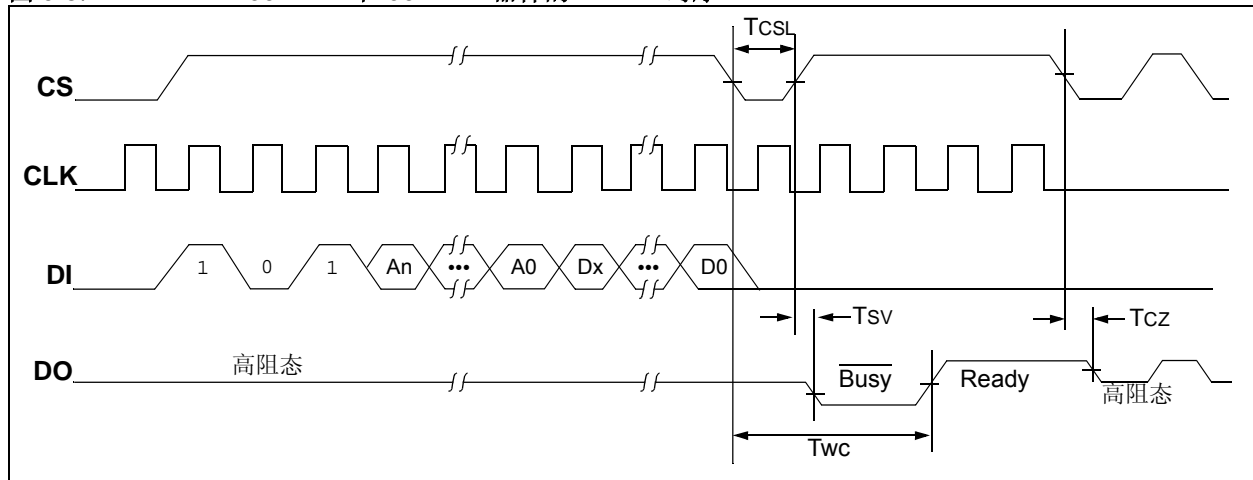 TCSL
CS
CLK
DI 1 0 1 An ••• A0 Dx ••• D0
TSV TCZ
DO 高阻态 Busy Ready 高阻态
TWC